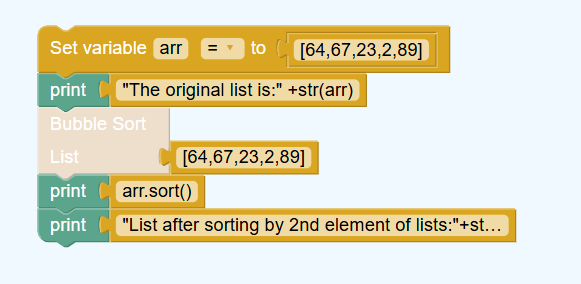 Set variable arr = to [64,67,23,2,89]
print "The original list is:" +str(arr)
Bubble Sort
List [64,67,23,2,89]
print arr.sort()
print "List after sorting by 2nd element of lists:"+st…